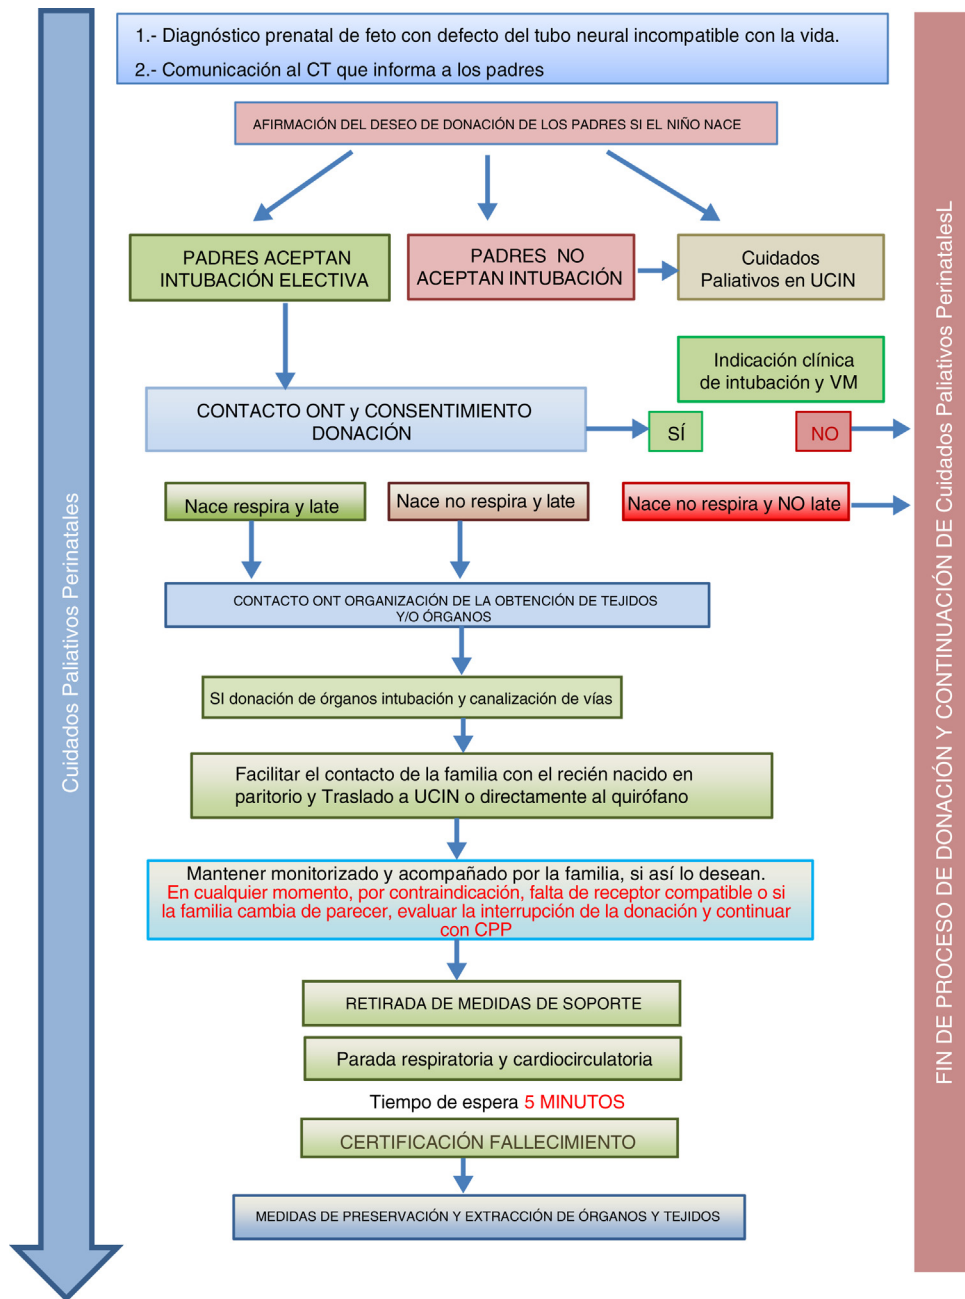 1.- Diagnóstico prenatal de feto con defecto del tubo neural incompatible con la vida.
2.- Comunicación al CT que informa a los padres
AFIRMACIÓN DEL DESEO DE DONACIÓN DE LOS PADRES SI EL NIÑO NACE
PADRES ACEPTAN
INTUBACIÓN ELECTIVA
PADRES NO
ACEPTAN INTUBACIÓN
Cuidados
Paliativos en UCIN
Indicación clínica
de intubación y VM
CONTACTO ONT y CONSENTIMIENTO
DONACIÓN
SÍ
NO
Nace respira y late
Nace no respira y late
Nace no respira y NO late
CONTACTO ONT ORGANIZACIÓN DE LA OBTENCIÓN DE TEJIDOS
Y/O ÓRGANOS
SI donación de órganos intubación y canalización de vías
Facilitar el contacto de la familia con el recién nacido en
paritorio y Traslado a UCIN o directamente al quirófano
Mantener monitorizado y acompañado por la familia, si así lo desean.
En cualquier momento, por contraindicación, falta de receptor compatible o si
la familia cambia de parecer, evaluar la interrupción de la donación y continuar
con CPP
RETIRADA DE MEDIDAS DE SOPORTE
Parada respiratoria y cardiocirculatoria
Tiempo de espera 5 MINUTOS
CERTIFICACIÓN FALLECIMIENTO
MEDIDAS DE PRESERVACIÓN Y EXTRACCIÓN DE ÓRGANOS Y TEJIDOS
Cuidados Paliativos Perinatales
FIN DE PROCESO DE DONACIÓN Y CONTINUACIÓN DE Cuidados Paliativos PerinatalesL